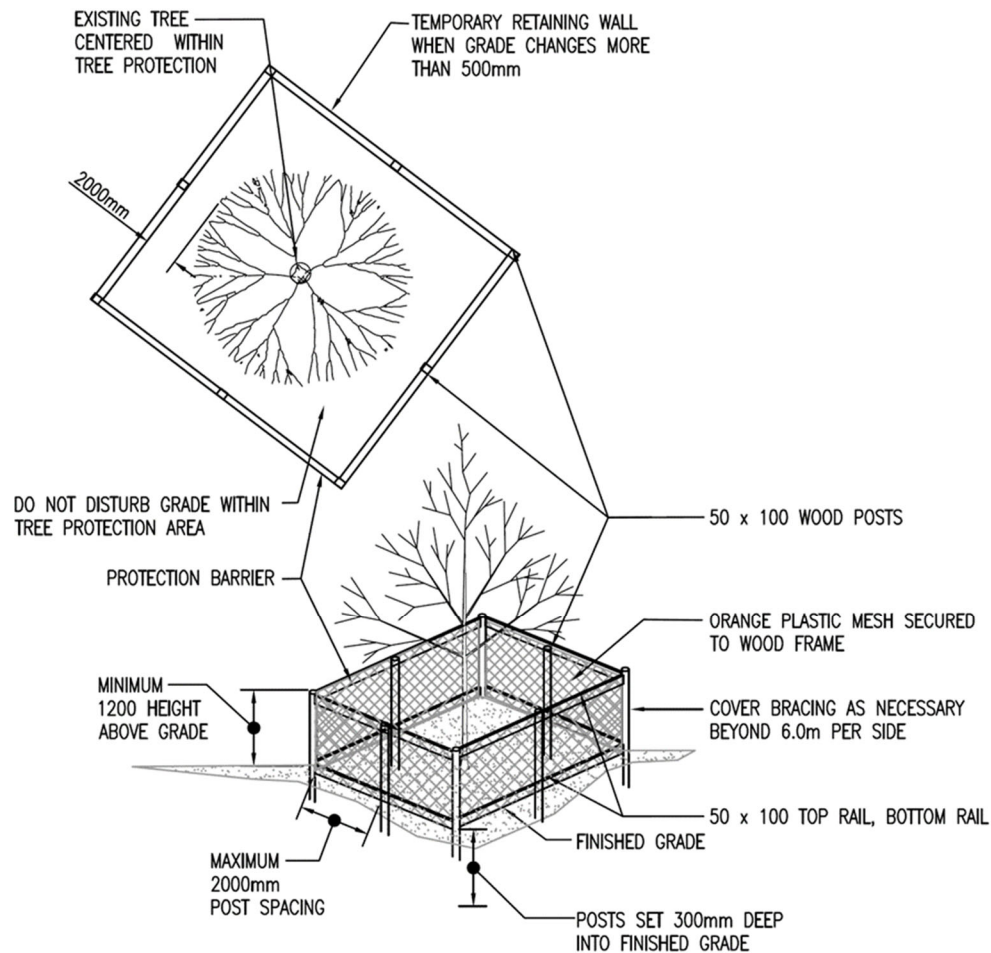 EXISTING TREE
CENTERED WITHIN
TREE PROTECTION
TEMPORARY RETAINING WALL
WHEN GRADE CHANGES MORE
THAN 500mm
2000mm
DO NOT DISTURB GRADE WITHIN
TREE PROTECTION AREA
50 x 100 WOOD POSTS
PROTECTION BARRIER
ORANGE PLASTIC MESH SECURED
TO WOOD FRAME
MINIMUM
1200 HEIGHT
ABOVE GRADE
COVER BRACING AS NECESSARY
BEYOND 6.0m PER SIDE
50 x 100 TOP RAIL, BOTTOM RAIL
FINISHED GRADE
MAXIMUM
2000mm
POST SPACING
POSTS SET 300mm DEEP
INTO FINISHED GRADE